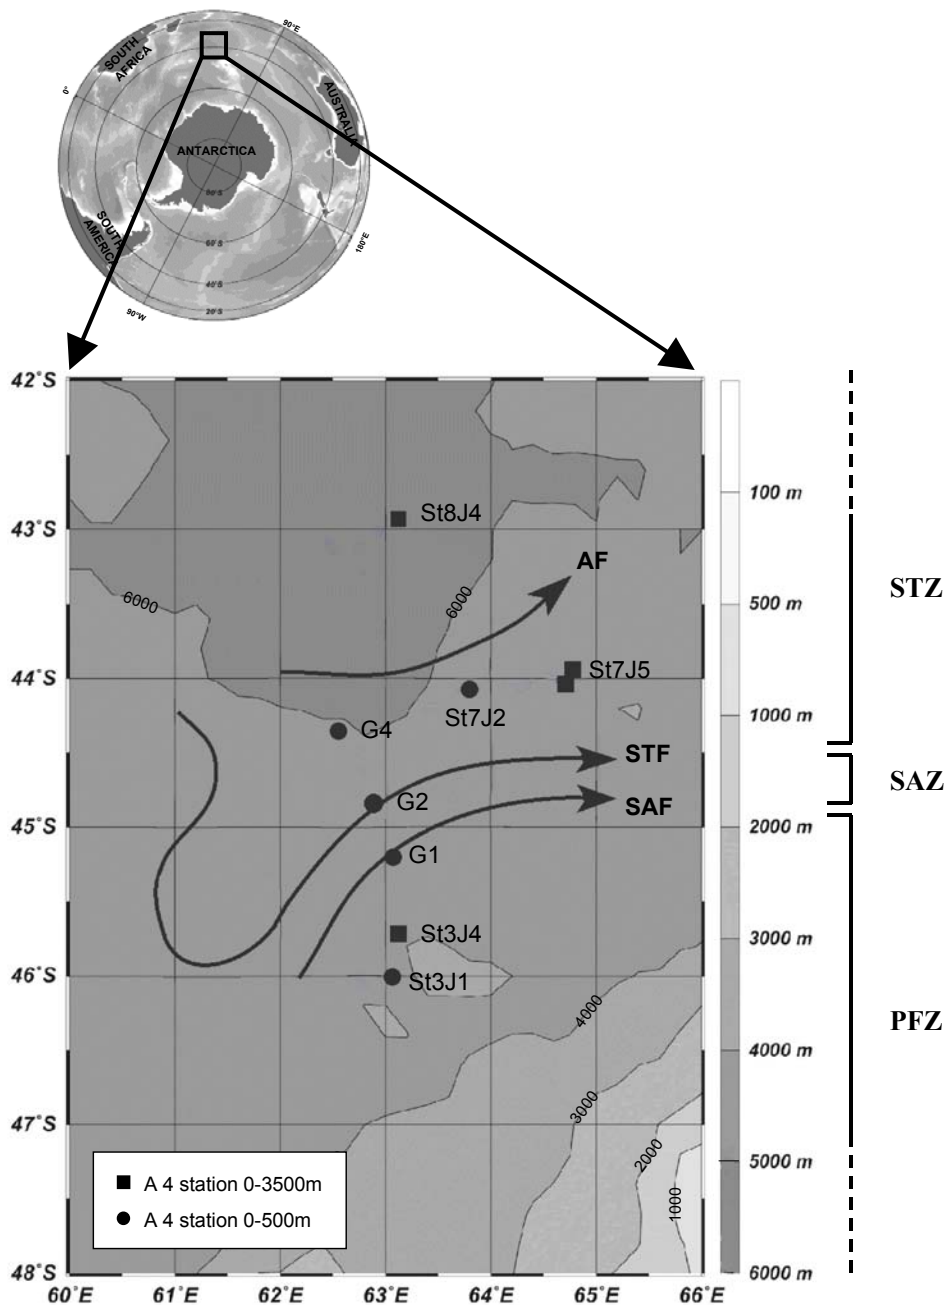 90°E
SOUTH
AFRICA
0°
AUSTRALIA
ANTARCTICA
80°S
SOUTH
AMERICA
60°S
180°E
40°S
20°S
90°W
42°S
43°S
44°S
45°S
46°S
47°S
48°S
60°E
61°E
62°E
63°E
64°E
65°E
66°E
St8J4
AF
6000
6000
St7J5
St7J2
G4
STF
G2
SAF
G1
St3J4
St3J1
4000
3000
2000
1000
A 4 station 0-3500m
A 4 station 0-500m
100 m
500 m
1000 m
2000 m
3000 m
4000 m
5000 m
6000 m
STZ
SAZ
PFZ